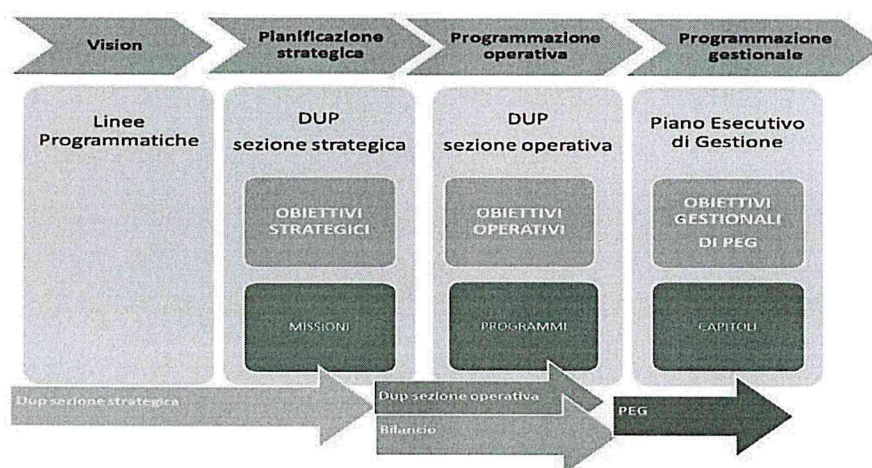 Vision
Planificazione
strategica
Programmazione
operativa
Programmazione
gestionale
Linee
Programmatiche
DUP
sezione strategica
OBIETTIVI
STRATEGICI
MISSIONI
DUP
sezione operativa
OBIETTIVI
OPERATIVI
PROGRAMMI
Piano Esecutivo
di Gestione
OBIETTIVI
GESTIONALI
DI PEG
CAPITOLI
Dup sezione strategica
Dup sezione operativa
Bilancio
PEG